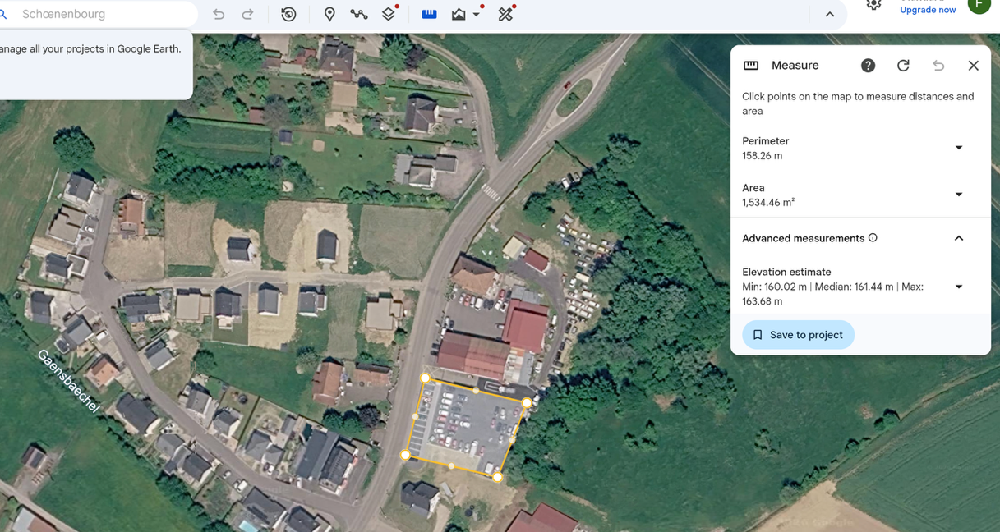 Schœnenbourg
Upgrade now
F
anage all your projects in Google Earth.
Measure
Click points on the map to measure distances and
area
Perimeter
158.26 m
Area
1,534.46 m²
Advanced measurements
Elevation estimate
Min: 160.02 m | Median: 161.44 m | Max:
163.68 m
Save to project
Gaensbaechel